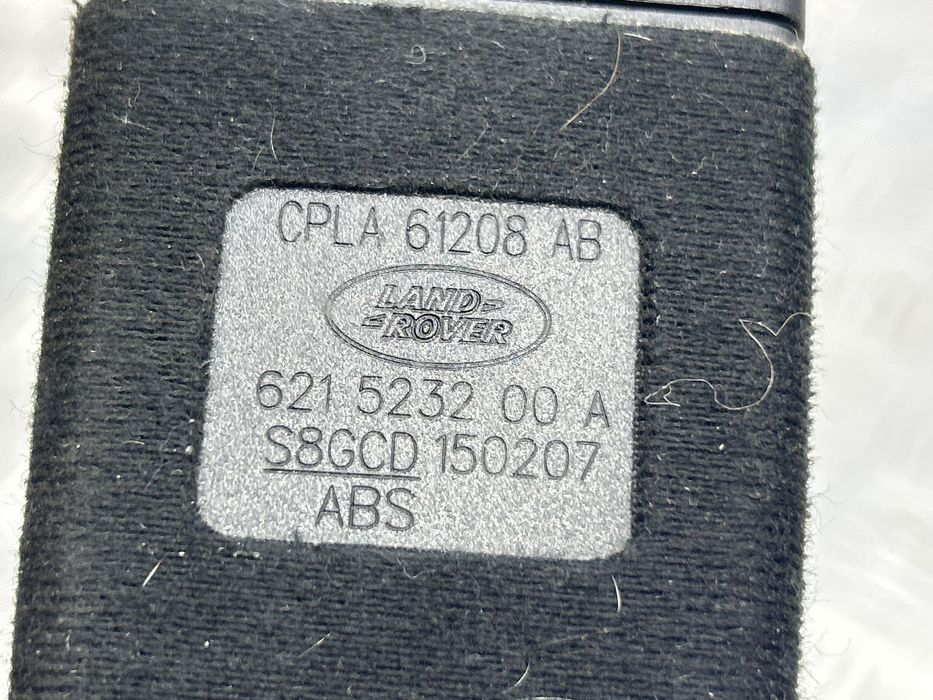 CPLA 61208 AB
LAND-
-ROVER
621 5232 00 A
S8GCD 150207
ABS